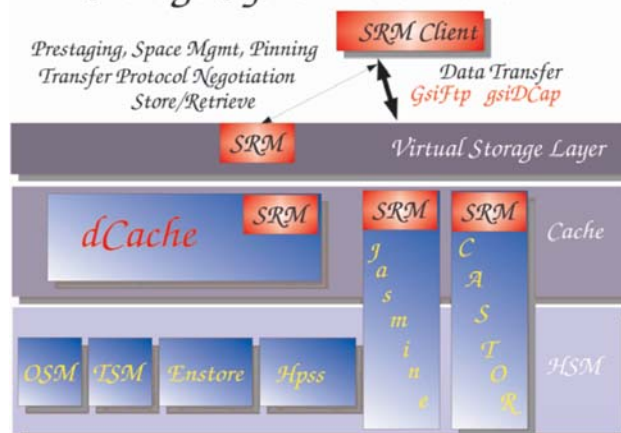 SRM Client
Prestaging, Space Mgmt, Pinning
Transfer Protocol Negotiation
Store/Retrieve
Data Transfer
GsiFtp gsiDCap
SRM
Virtual Storage Layer
dCache
SRM
SRM
SRM
Jasmine
CASTOR
Cache
OSM
TSM
Enstore
Hpss
HSM